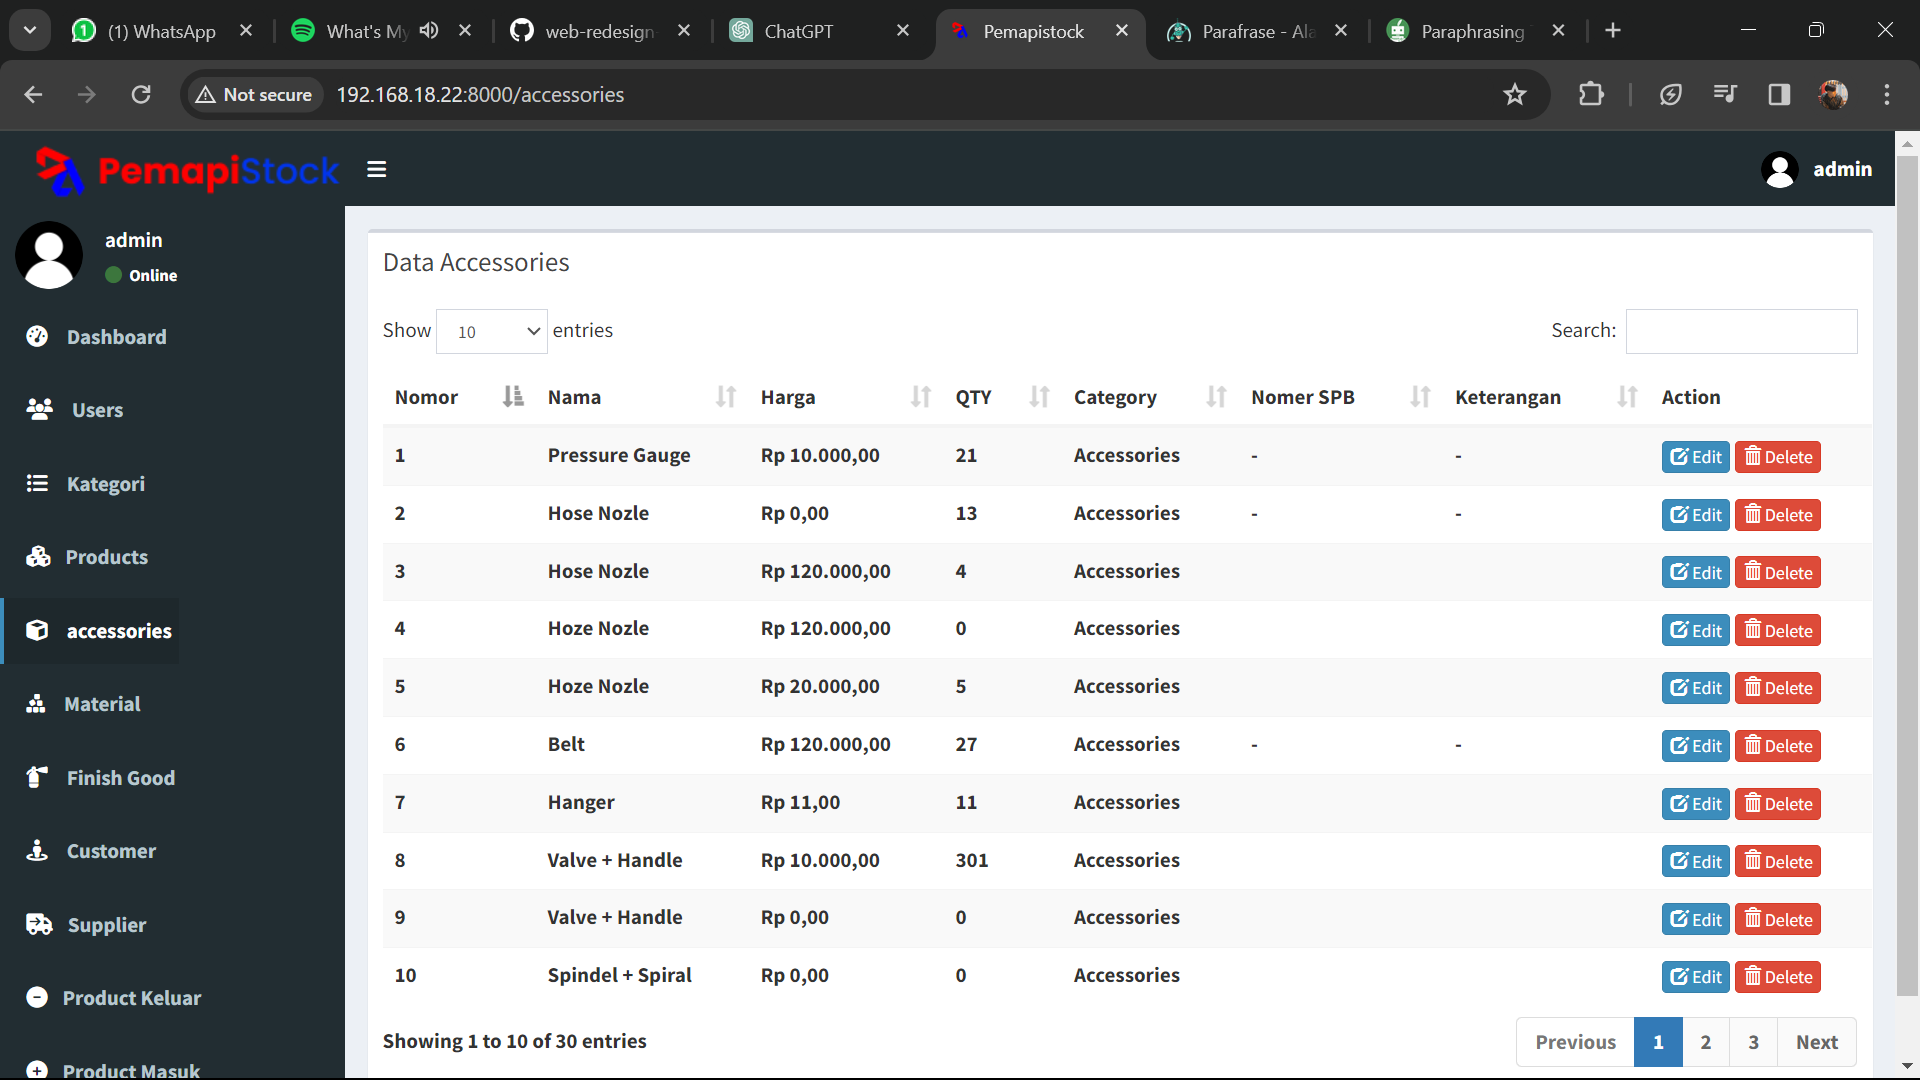 (1) WhatsApp
What's My
web-redesign-
ChatGPT
Pemapistock
Parafrase - Ala
Paraphrasing T
Not secure
192.168.18.22:8000/accessories
PemapiStock
admin
admin
Online
Dashboard
Users
Kategori
Products
accessories
Material
Finish Good
Customer
Supplier
Product Keluar
Product Masuk
Data Accessories
Show 10 entries
Search:
Nomor Nama Harga QTY Category Nomer SPB Keterangan Action
1 Pressure Gauge Rp 10.000,00 21 Accessories - - Edit Delete
2 Hose Nozle Rp 0,00 13 Accessories - - Edit Delete
3 Hose Nozle Rp 120.000,00 4 Accessories Edit Delete
4 Hoze Nozle Rp 120.000,00 0 Accessories Edit Delete
5 Hoze Nozle Rp 20.000,00 5 Accessories Edit Delete
6 Belt Rp 120.000,00 27 Accessories - - Edit Delete
7 Hanger Rp 11,00 11 Accessories Edit Delete
8 Valve + Handle Rp 10.000,00 301 Accessories Edit Delete
9 Valve + Handle Rp 0,00 0 Accessories Edit Delete
10 Spindel + Spiral Rp 0,00 0 Accessories Edit Delete
Showing 1 to 10 of 30 entries
Previous 1 2 3 Next